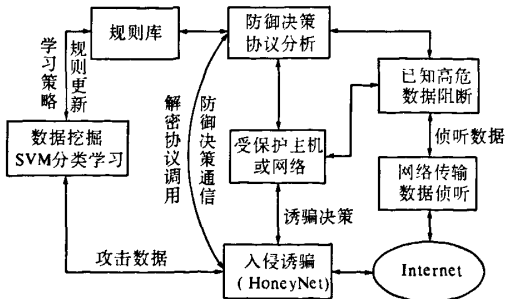 规则库
防御决策
协议分析
已知高危
数据阻断
学习策略
规则更新
数据挖掘
SVM分类学习
解密协议调用
防御决策通信
受保护主机
或网络
侦听数据
网络传输
数据侦听
诱骗决策
攻击数据
入侵诱骗
(HoneyNet)
Internet